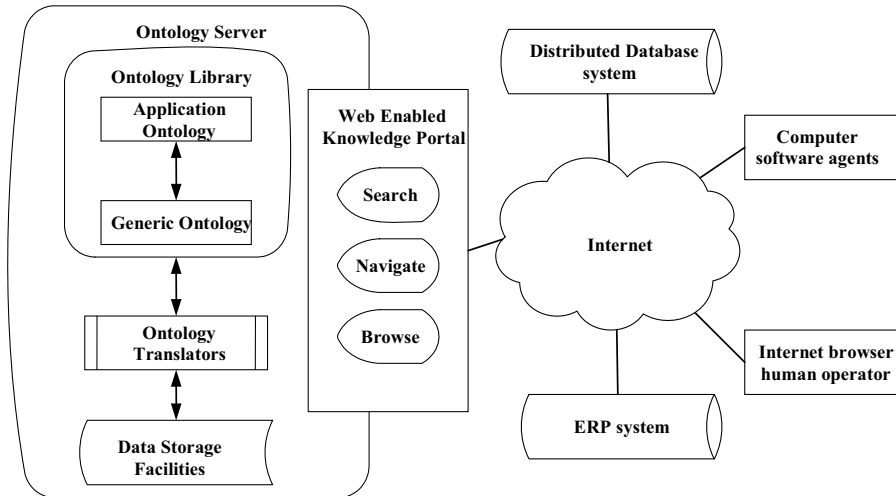 Ontology Server
Ontology Library
Application
Ontology
Generic Ontology
Ontology
Translators
Data Storage
Facilities
Web Enabled
Knowledge Portal
Search
Navigate
Browse
Distributed Database
system
Computer
software agents
Internet
Internet browser
human operator
ERP system